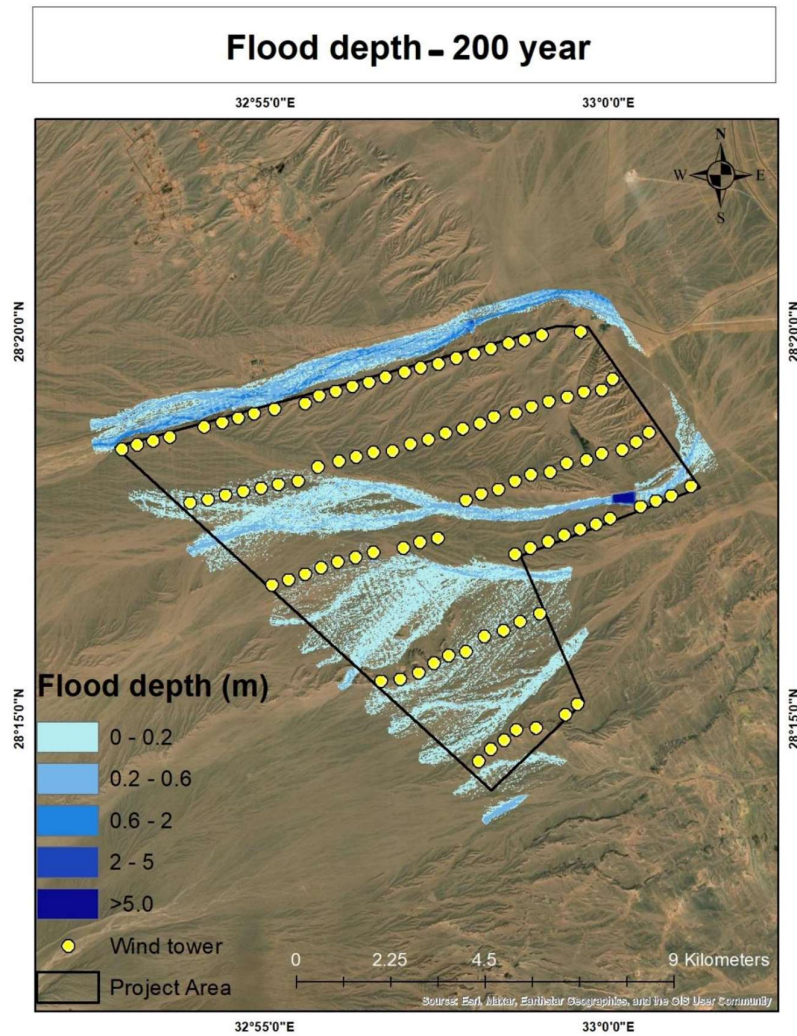 Flood depth - 200 year
32°55'0"E
33°0'0"E
N
W
E
S
28°20'0"N
28°20'0"N
28°15'0"N
28°15'0"N
Flood depth (m)
0 - 0.2
0.2 - 0.6
0.6 - 2
2 - 5
>5.0
Wind tower
Project Area
0 2.25 4.5 9 Kilometers
Source: Esri, Maxar, Earthstar Geographics, and the GIS User Community
32°55'0"E
33°0'0"E